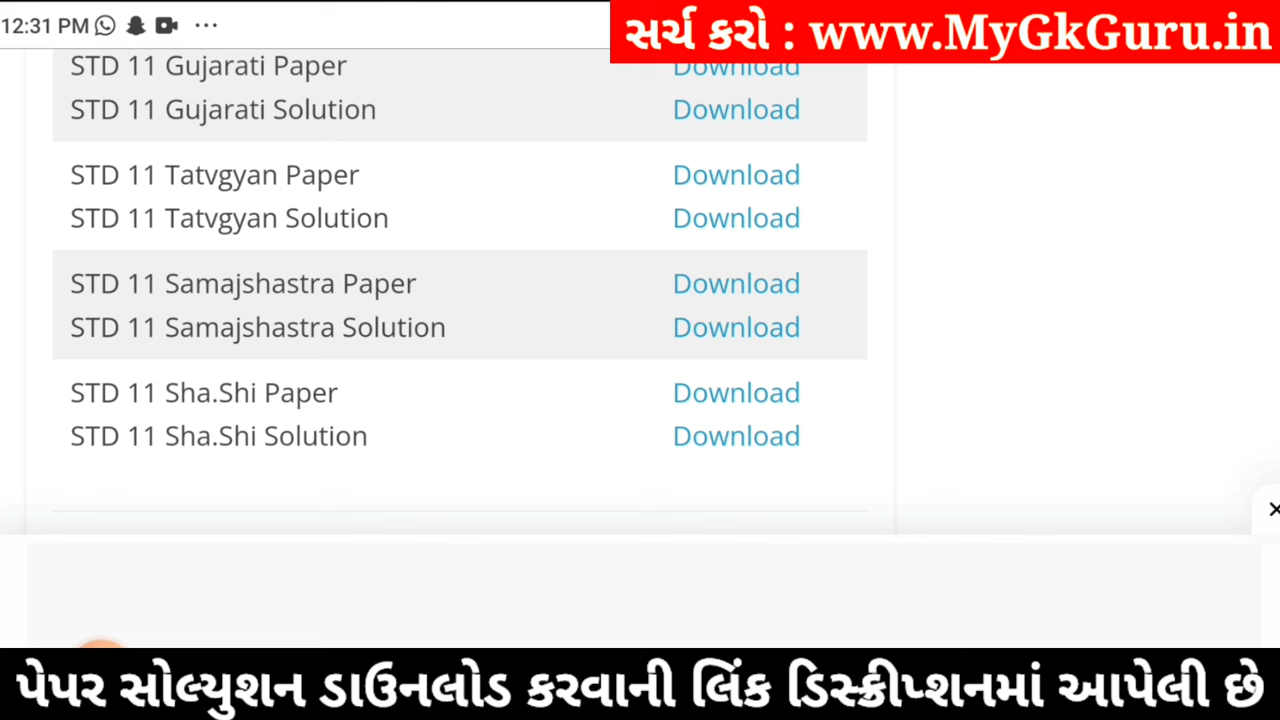 12:31 PM
સર્ચ કરો : www.MyGkGuru.in
STD 11 Gujarati Paper Download
STD 11 Gujarati Solution Download
STD 11 Tatvgyan Paper Download
STD 11 Tatvgyan Solution Download
STD 11 Samajshastra Paper Download
STD 11 Samajshastra Solution Download
STD 11 Sha.Shi Paper Download
STD 11 Sha.Shi Solution Download
પેપર સોલ્યુશન ડાઉનલોડ કરવાની લિંક ડિસ્ક્રીપ્શનમાં આપેલી છે